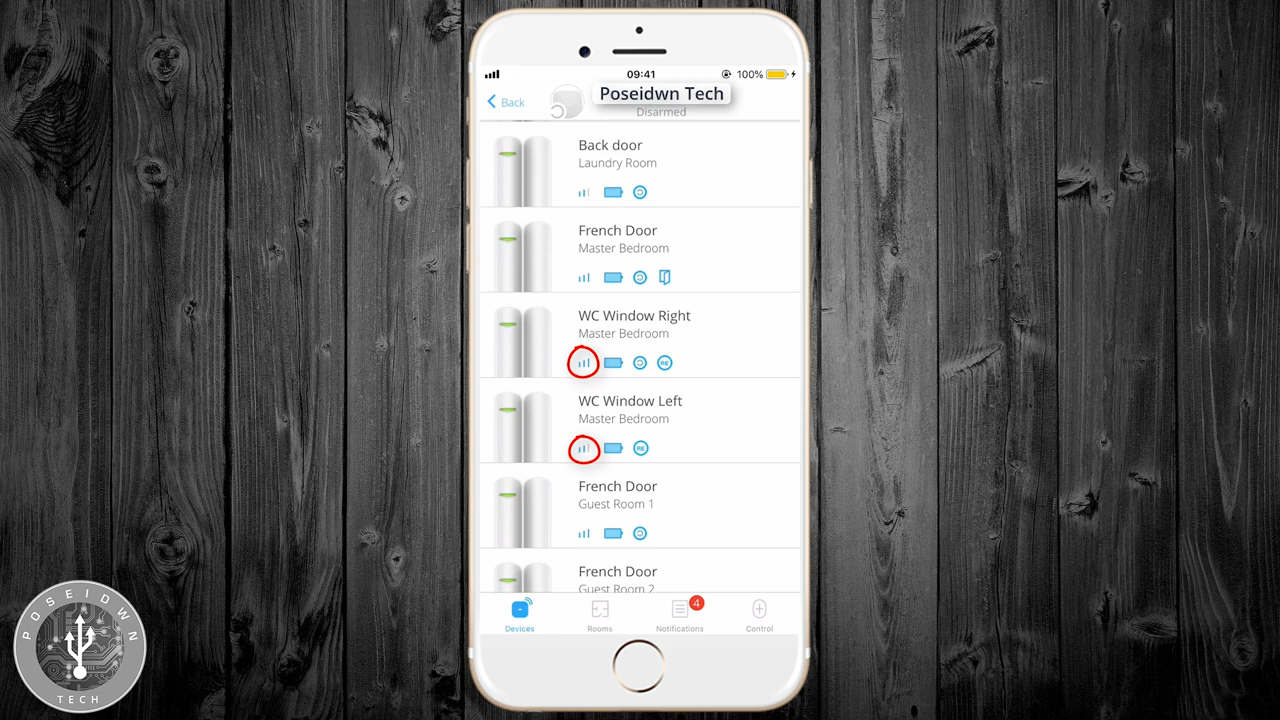 09:41
100%
Back
Poseidwn Tech
Disarmed
Back door
Laundry Room
French Door
Master Bedroom
WC Window Right
Master Bedroom
RE
WC Window Left
Master Bedroom
RE
French Door
Guest Room 1
French Door
Guest Room 2
4
Devices
Rooms
Notifications
Control
POSEIDWN
TECH